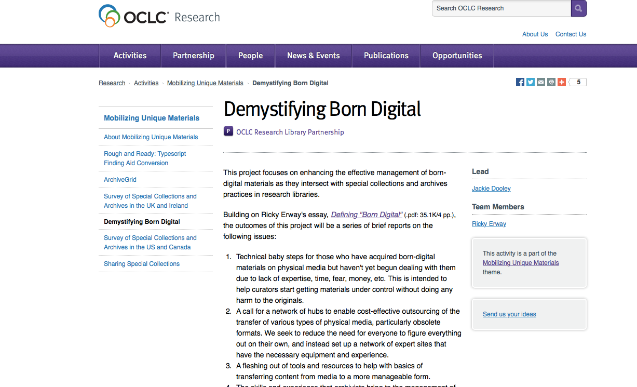 OCLC® Research
Search OCLC Research
About Us Contact Us
Activities Partnership People News & Events Publications Opportunities
Research · Activities · Mobilizing Unique Materials · Demystifying Born Digital
5
Mobilizing Unique Materials
About Mobilizing Unique Materials
Rough and Ready: Typescript
Finding Aid Conversion
ArchiveGrid
Survey of Special Collections and
Archives in the UK and Ireland
Demystifying Born Digital
Survey of Special Collections and
Archives in the US and Canada
Sharing Special Collections
Demystifying Born Digital
P OCLC Research Library Partnership
This project focuses on enhancing the effective management of born-
digital materials as they intersect with special collections and archives
practices in research libraries.
Building on Ricky Erway's essay, Defining "Born Digital" (.pdf: 35.1K/4 pp.),
the outcomes of this project will be a series of brief reports on the
following issues:
1. Technical baby steps for those who have acquired born-digital
materials on physical media but haven't yet begun dealing with them
due to lack of expertise, time, fear, money, etc. This is intended to
help curators start getting materials under control without doing any
harm to the originals.
2. A call for a network of hubs to enable cost-effective outsourcing of the
transfer of various types of physical media, particularly obsolete
formats. We seek to reduce the need for everyone to figure everything
out on their own, and instead set up a network of expert sites that
have the necessary equipment and experience.
3. A fleshing out of tools and resources to help with basics of
transferring content from media to a more manageable form.
4. The skills and expertise that archivists bring to the management of
Lead
Jackie Dooley
Team Members
Ricky Erway
This activity is a part of the
Mobilizing Unique Materials
theme.
Send us your ideas